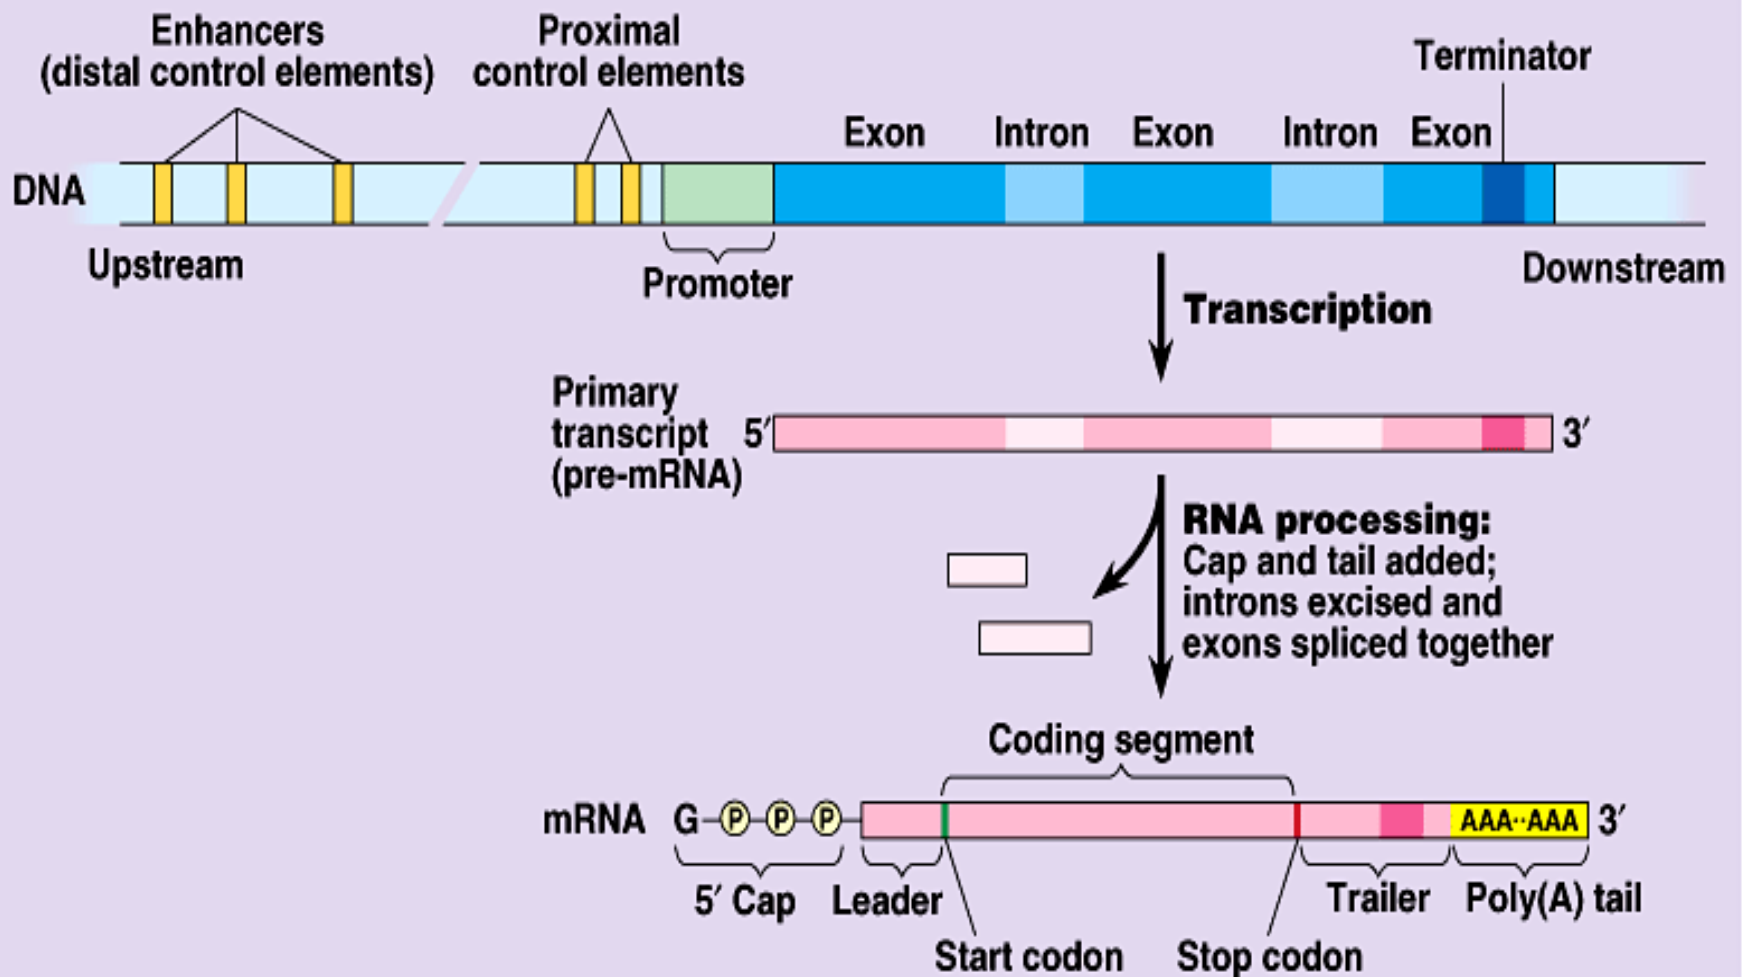 Enhancers
(distal control elements)
Proximal
control elements
Terminator
Exon Intron Exon Intron Exon
DNA
Upstream
Promoter
Downstream
Transcription
Primary
transcript 5′ 3′
(pre-mRNA)
RNA processing:
Cap and tail added;
introns excised and
exons spliced together
Coding segment
mRNA G P P P AAA··AAA 3′
5′ Cap Leader Trailer Poly(A) tail
Start codon Stop codon